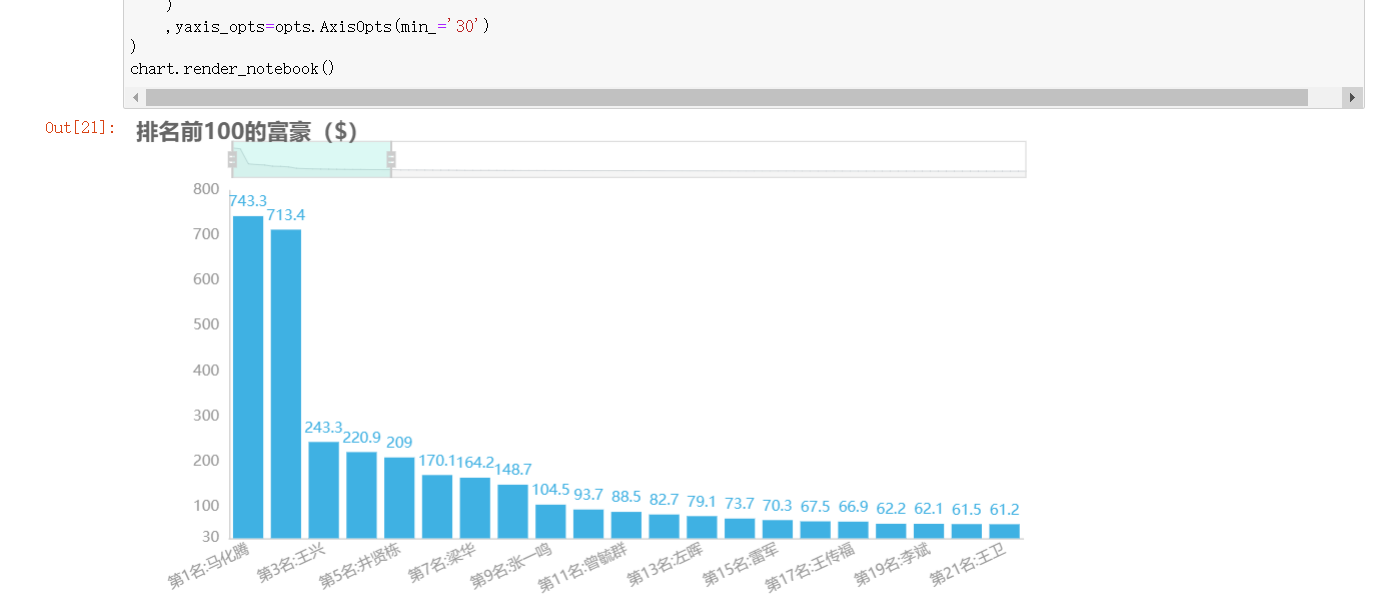 )
,yaxis_opts=opts.AxisOpts(min_='30')
)
chart.render_notebook()
Out[21]:
排名前100的富豪（$）
800
700
600
500
400
300
200
100
30
743.3
713.4
243.3
220.9
209
170.1
164.2
148.7
104.5
93.7
88.5
82.7
79.1
73.7
70.3
67.5
66.9
62.2
62.1
61.5
61.2
第1名:马化腾
第3名:王兴
第5名:井贤栋
第7名:梁华
第9名:张一鸣
第11名:曾毓群
第13名:左晖
第15名:雷军
第17名:王传福
第19名:李斌
第21名:王卫